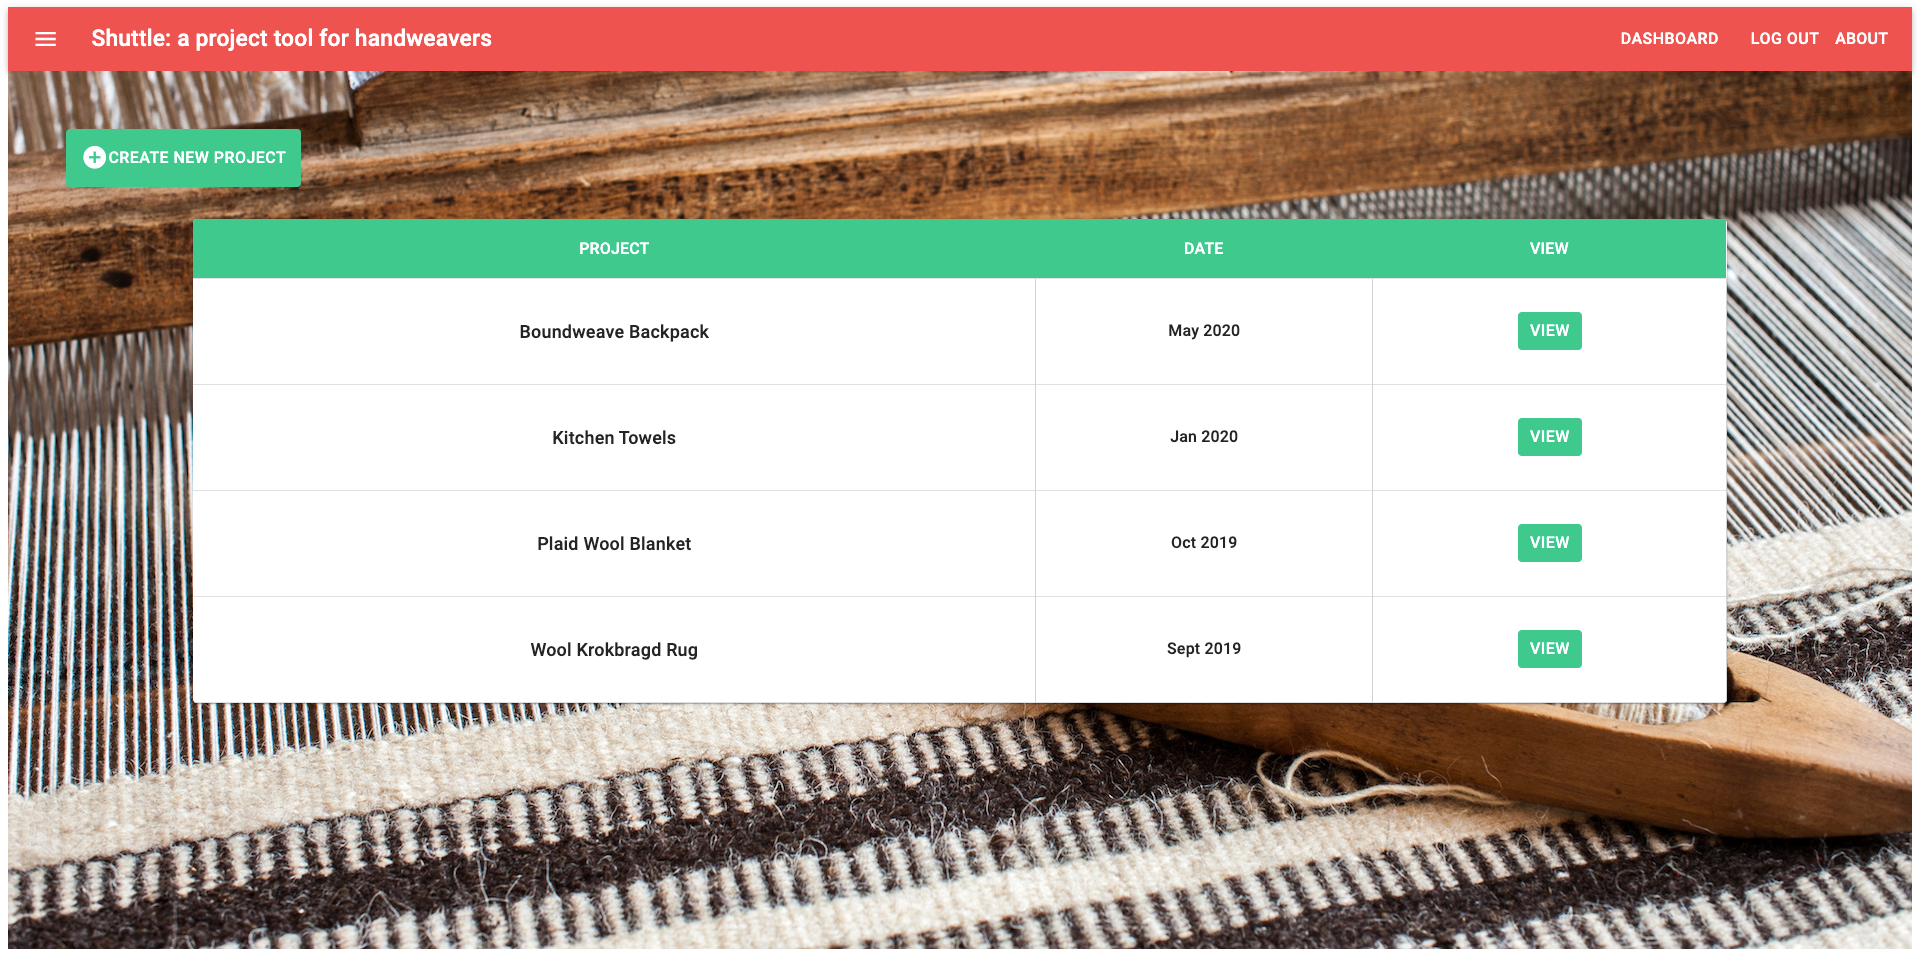 Shuttle: a project tool for handweavers
DASHBOARD LOG OUT ABOUT
CREATE NEW PROJECT
PROJECT DATE VIEW
Boundweave Backpack May 2020 VIEW
Kitchen Towels Jan 2020 VIEW
Plaid Wool Blanket Oct 2019 VIEW
Wool Krokbragd Rug Sept 2019 VIEW